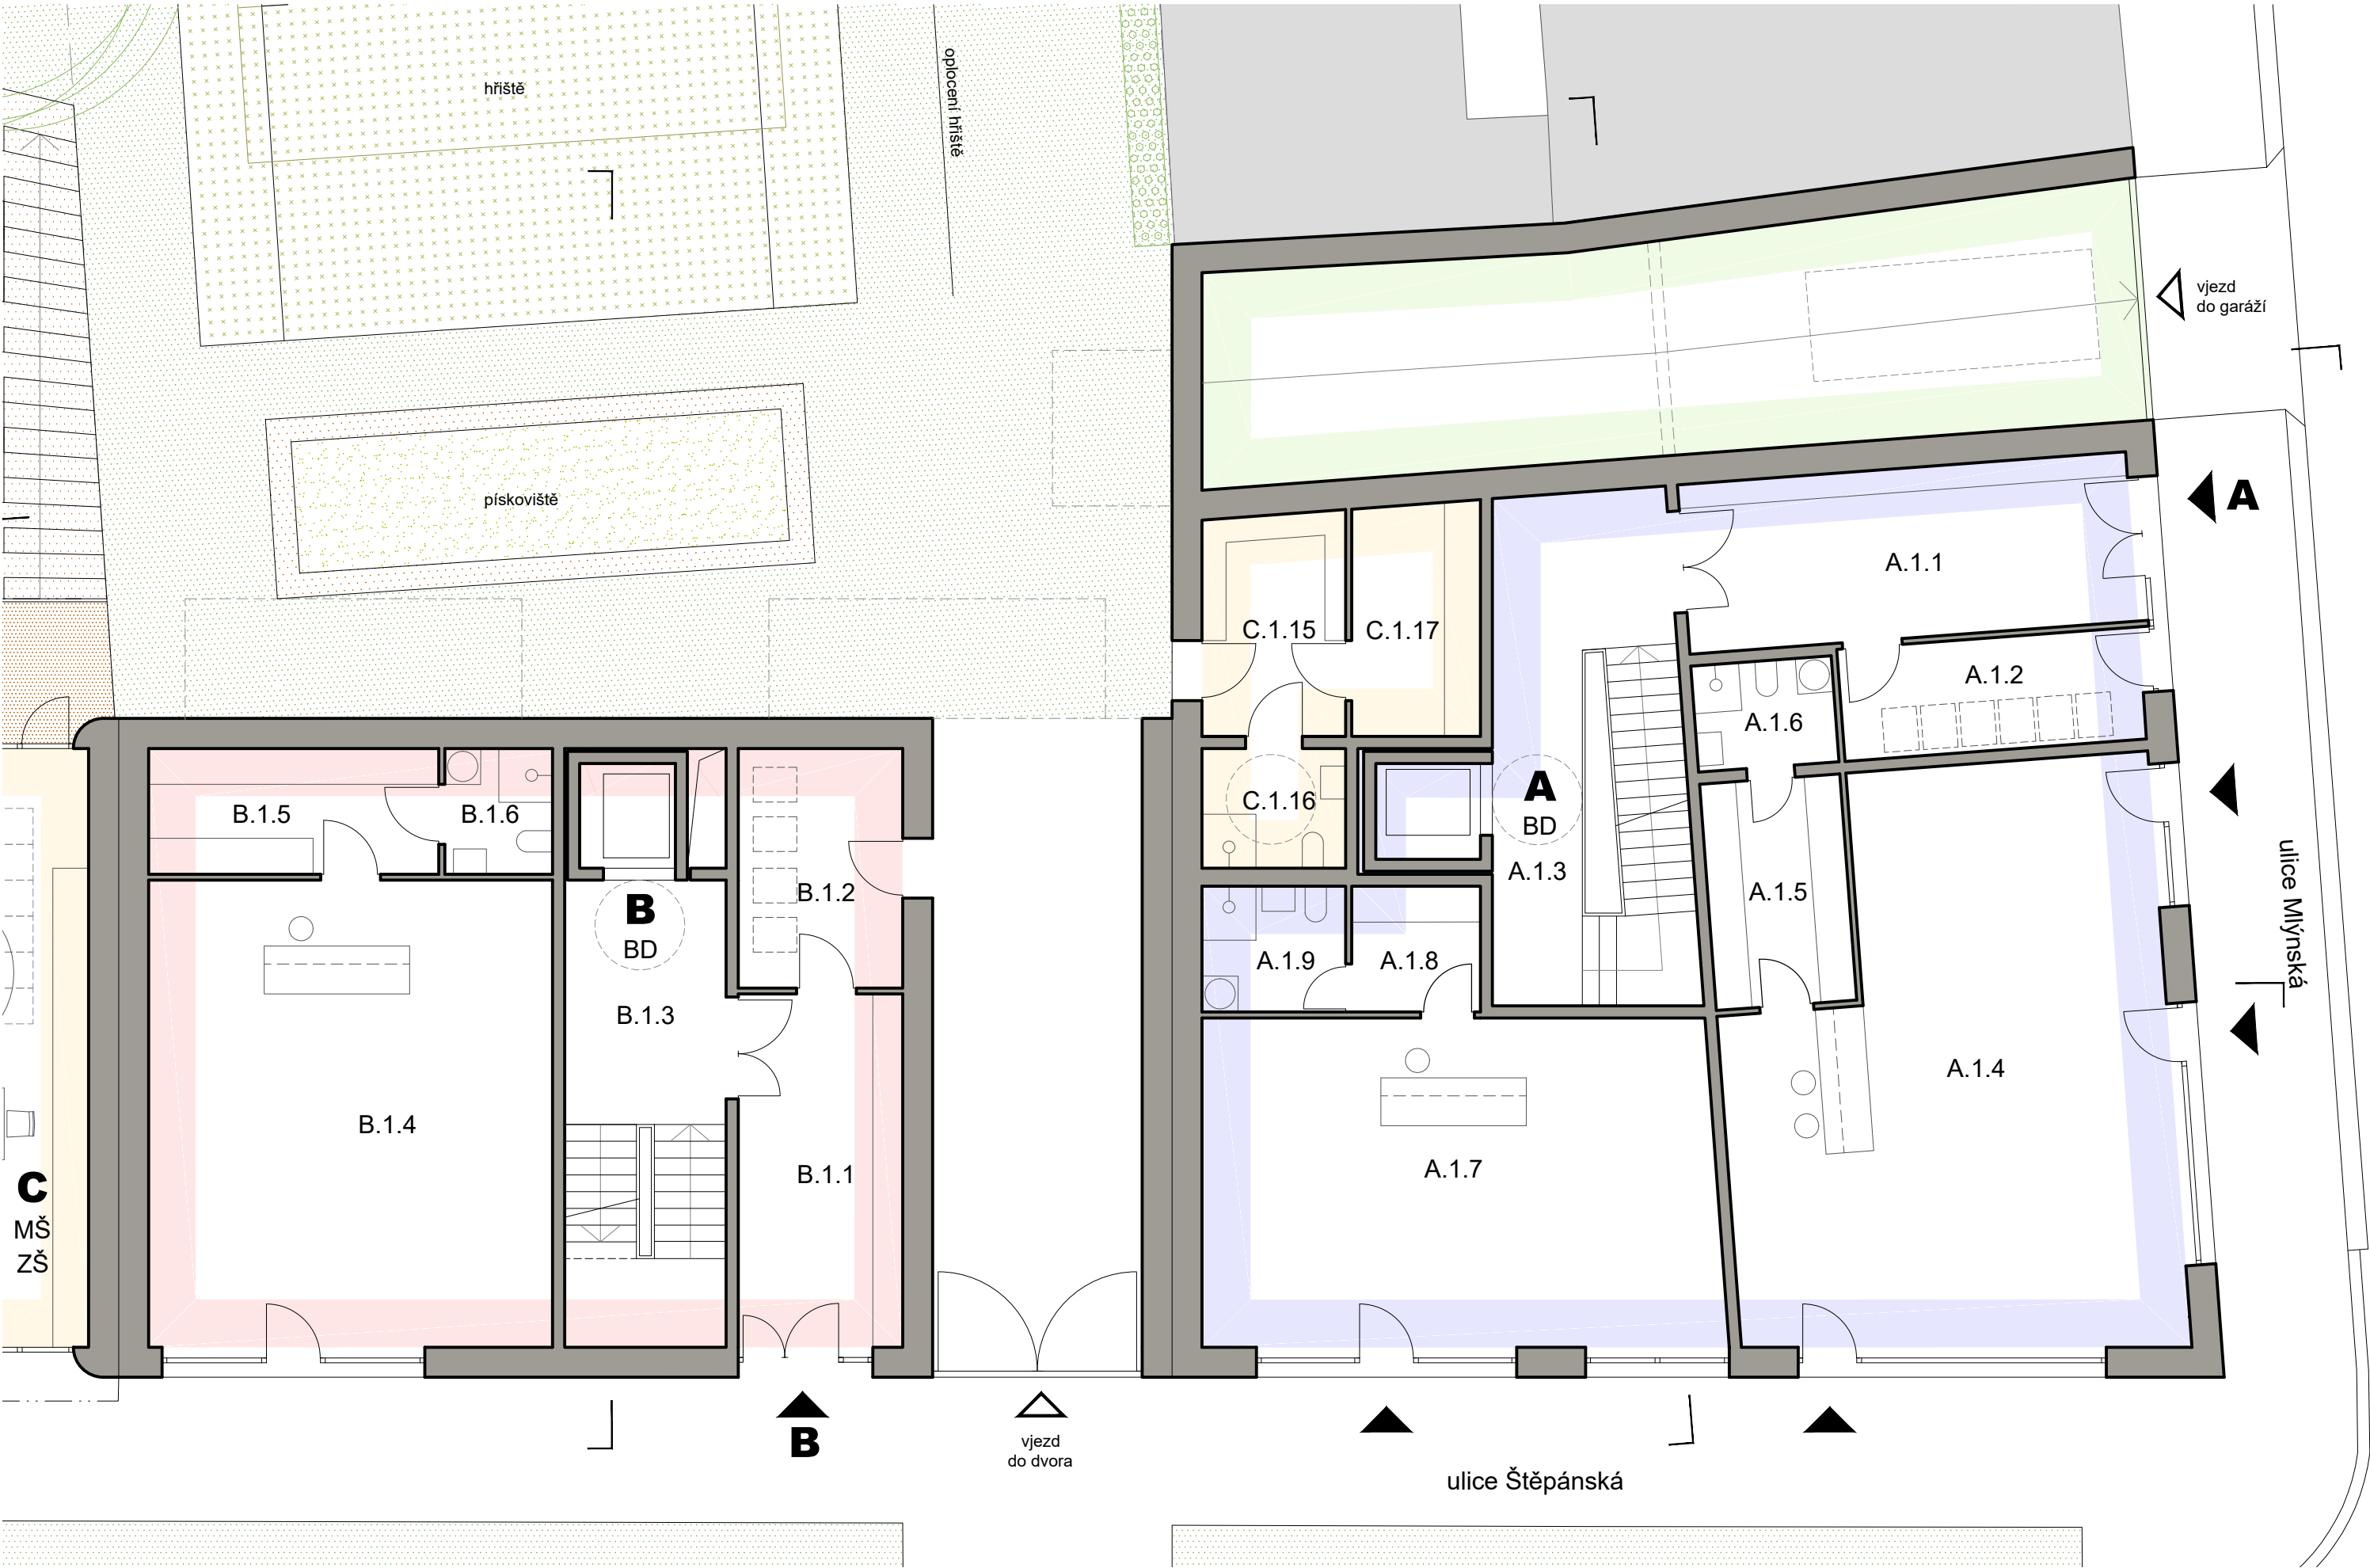 hřiště
oplocení hřiště
vjezd
do garáží
pískoviště
A
A.1.1
C.1.15
C.1.17
A.1.2
A.1.6
A
BD
A.1.3
C.1.16
B.1.5
B.1.6
B.1.2
A.1.5
B
BD
B.1.3
A.1.9
A.1.8
ulice Mlýnská
A.1.4
B.1.4
B.1.1
A.1.7
C
MŠ
ZŠ
B
vjezd
do dvora
ulice Štěpánská